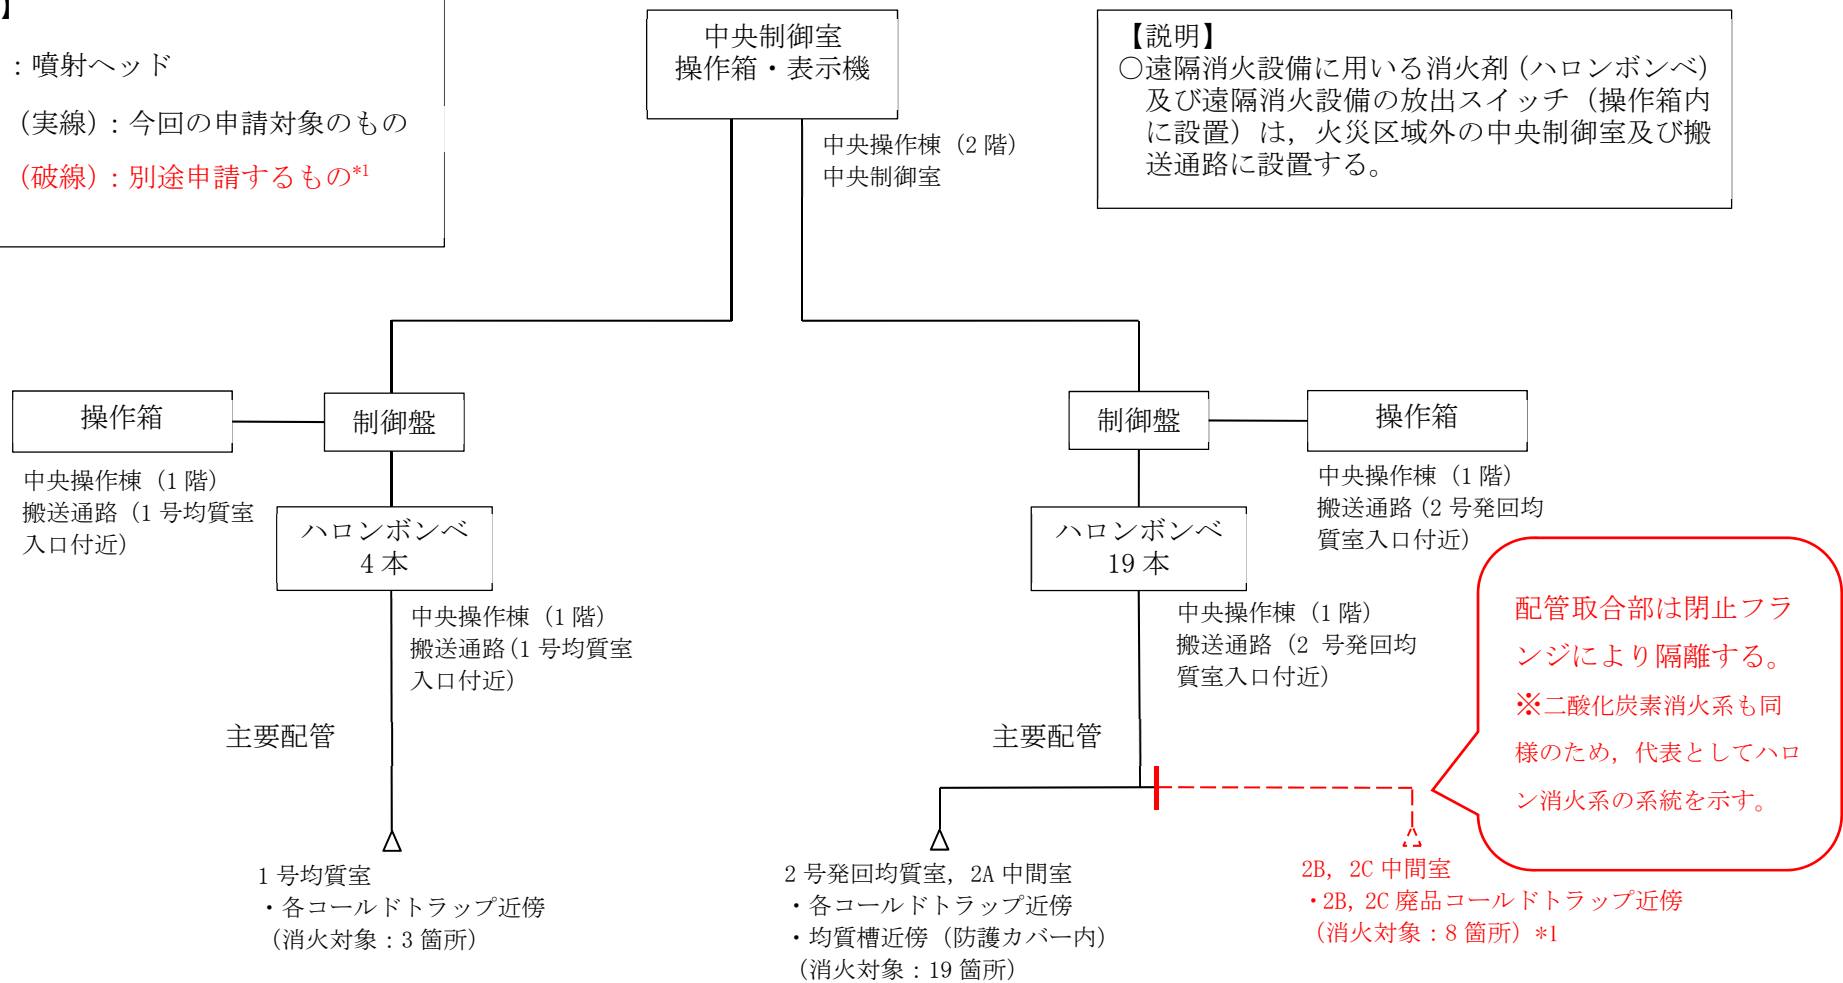 】
：噴射ヘッド
（実線）：今回の申請対象のもの
（破線）：別途申請するもの*1
中央制御室
操作箱・表示機
中央操作棟（2 階）
中央制御室
【説明】
○遠隔消火設備に用いる消火剤（ハロンボンベ）
及び遠隔消火設備の放出スイッチ（操作箱内
に設置）は，火災区域外の中央制御室及び搬
送通路に設置する。
操作箱
制御盤
中央操作棟（1 階）
搬送通路（1 号均質室
入口付近）
ハロンボンベ
4 本
中央操作棟（1 階）
搬送通路（1 号均質室
入口付近）
主要配管
1 号均質室
・各コールドトラップ近傍
（消火対象：3 箇所）
制御盤
操作箱
中央操作棟（1 階）
搬送通路（2 号発回均
質室入口付近）
ハロンボンベ
19 本
中央操作棟（1 階）
搬送通路（2 号発回均
質室入口付近）
主要配管
2 号発回均質室，2A 中間室
・各コールドトラップ近傍
・均質槽近傍（防護カバー内）
（消火対象：19 箇所）
配管取合部は閉止フラ
ンジにより隔離する。
※二酸化炭素消火系も同
様のため，代表としてハロ
ン消火系の系統を示す。
2B，2C 中間室
・2B, 2C 廃品コールドトラップ近傍
（消火対象：8 箇所）*1